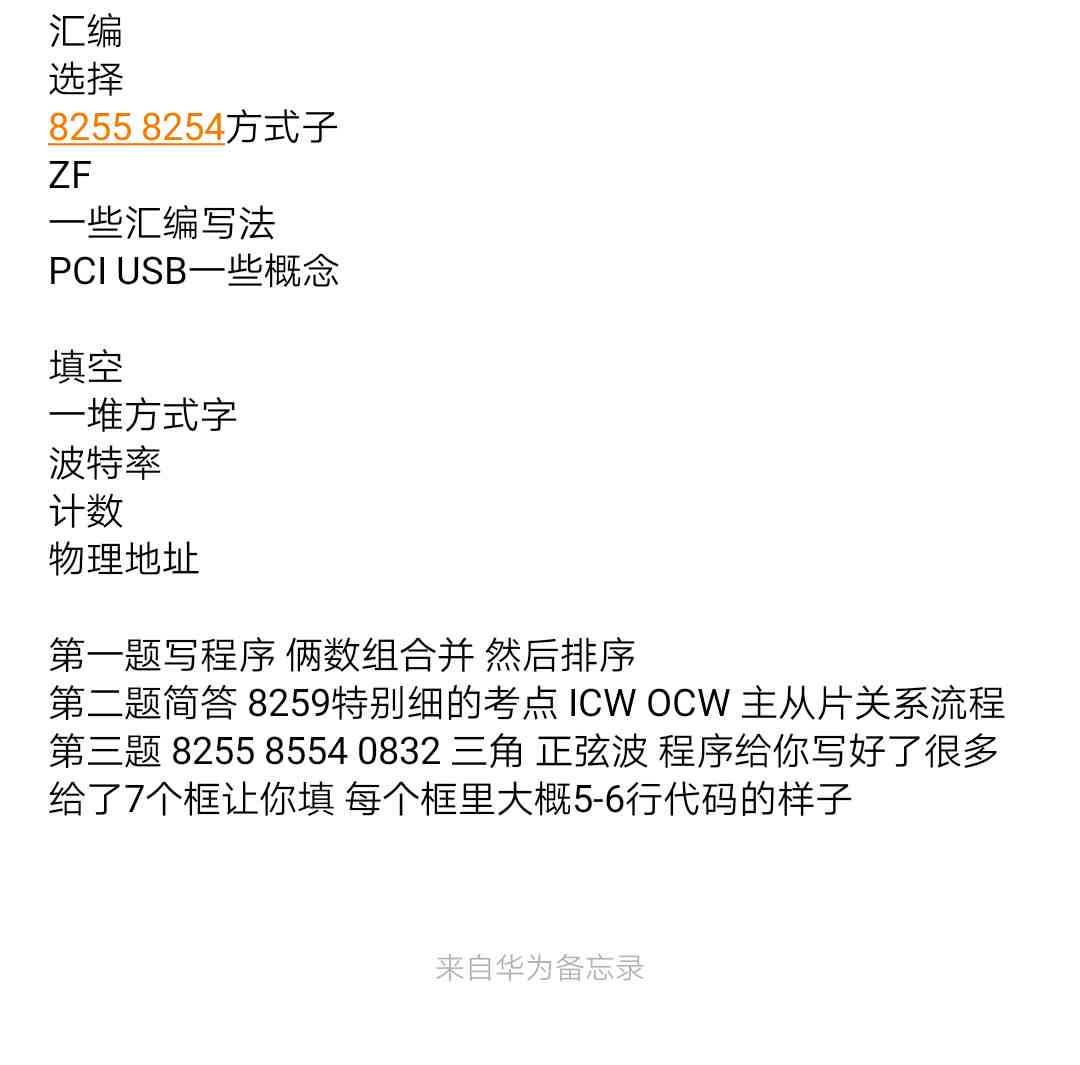 汇编
选择
8255 8254方式子
ZF
一些汇编写法
PCI USB一些概念
填空
一堆方式字
波特率
计数
物理地址
第一题写程序 俩数组合并 然后排序
第二题简答 8259特别细的考点 ICW OCW 主从片关系流程
第三题 8255 8554 0832 三角 正弦波 程序给你写好了很多
给了7个框让你填 每个框里大概5-6行代码的样子
来自华为备忘录